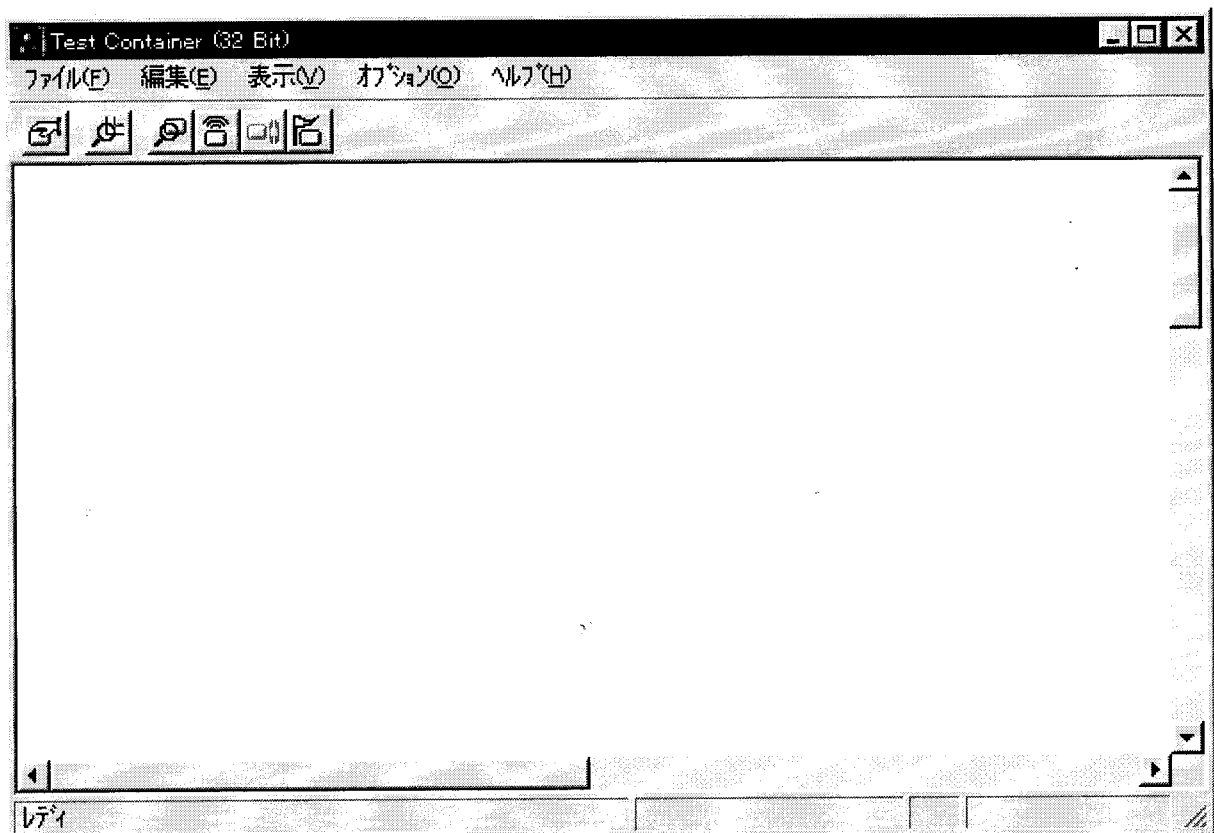 Test Container (32 Bit)
ファイル(F) 編集(E) 表示(V) オプション(O) ヘルプ(H)
レディ